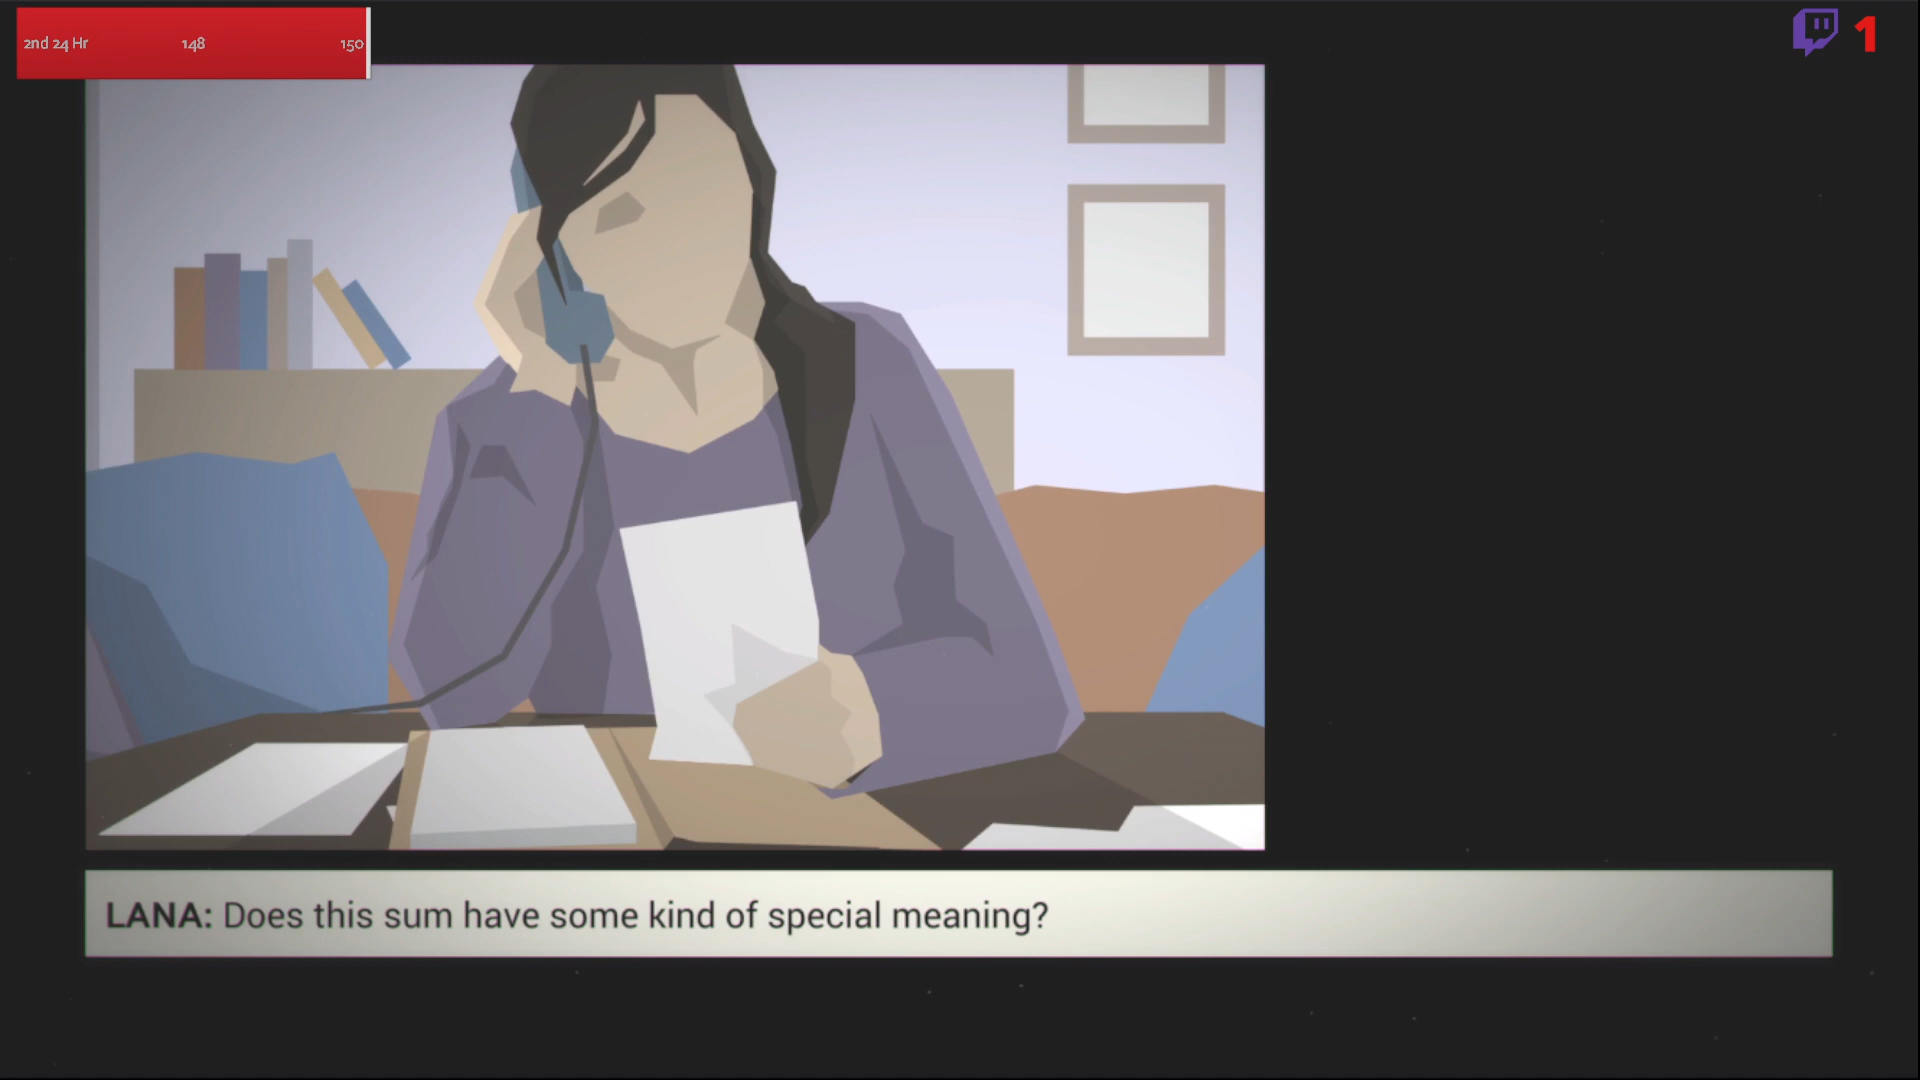 2nd 24 Hr 148 150
1
LANA: Does this sum have some kind of special meaning?